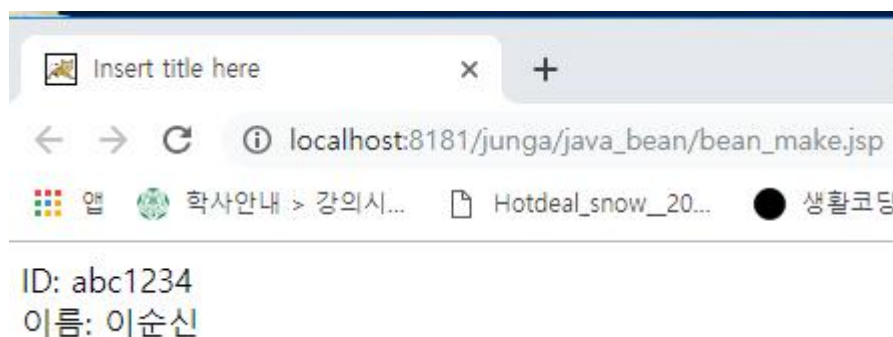 Insert title here
localhost:8181/junga/java_bean/bean_make.jsp
앱 학사안내 > 강의시... Hotdeal_snow__20... 생활코딩
ID: abc1234
이름: 이순신